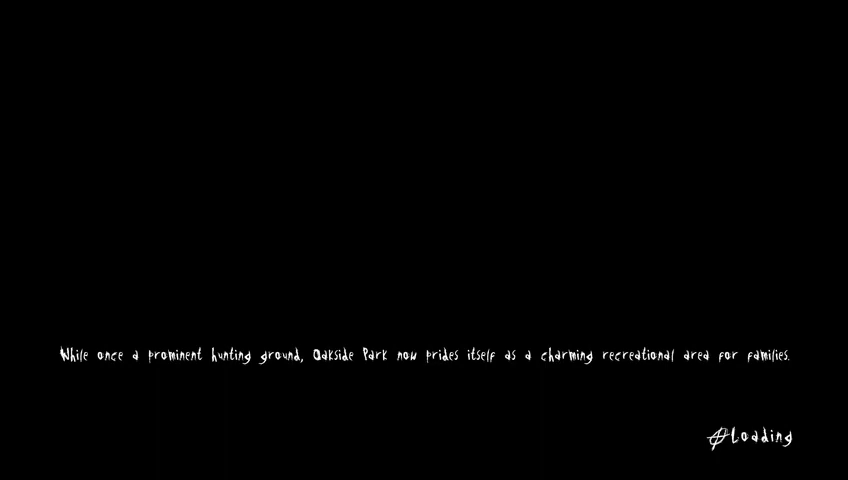 While once a prominent hunting ground, Oakside Park now prides itself as a charming recreational area for families.
Loading